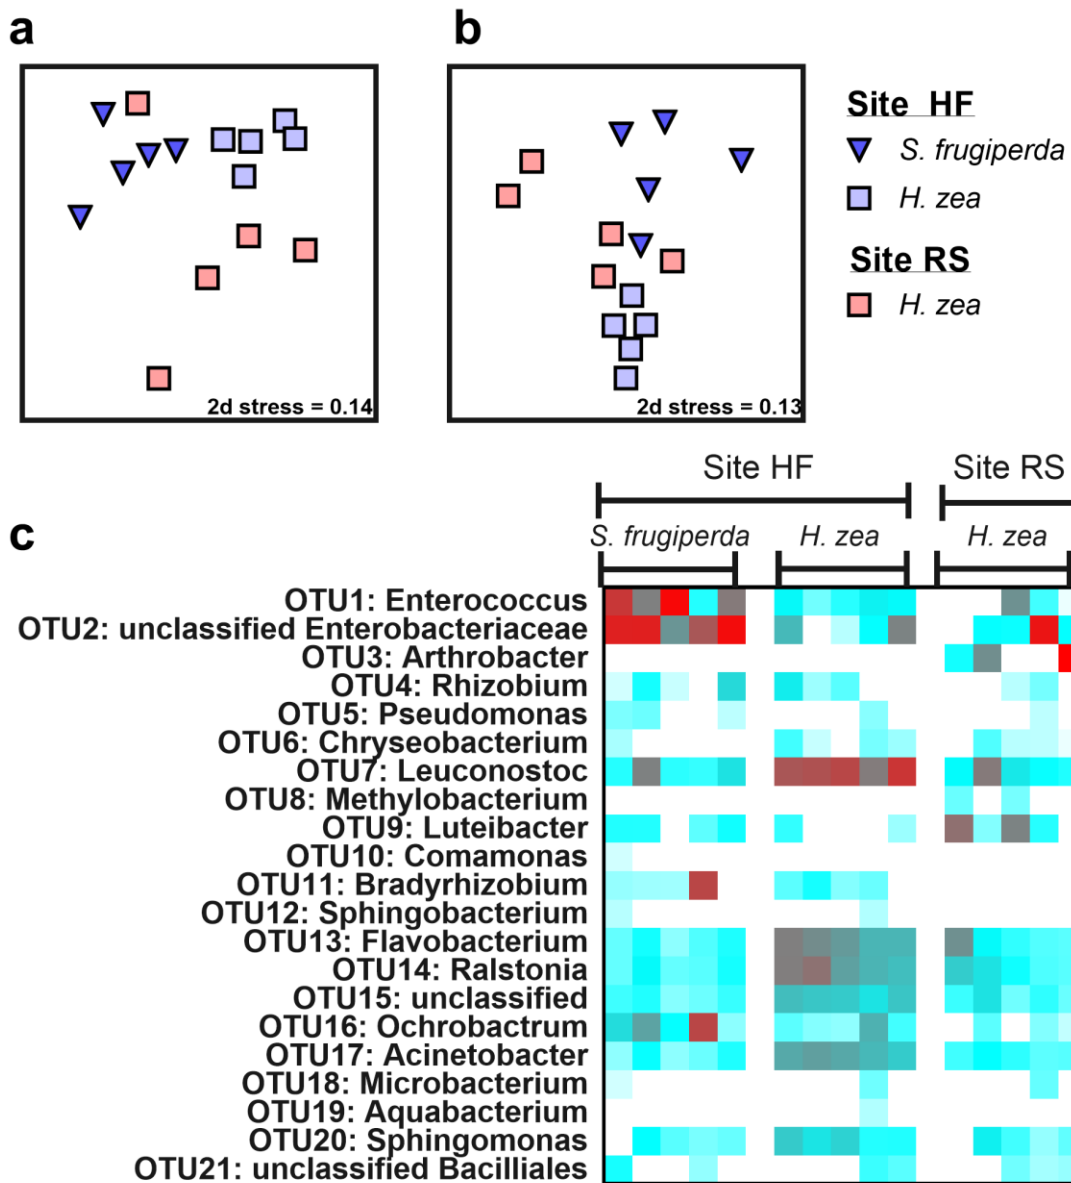 a
b
2d stress = 0.14
2d stress = 0.13
Site HF
S. frugiperda
H. zea
Site RS
H. zea
c
Site HF
Site RS
S. frugiperda
H. zea
H. zea
OTU1: Enterococcus
OTU2: unclassified Enterobacteriaceae
OTU3: Arthrobacter
OTU4: Rhizobium
OTU5: Pseudomonas
OTU6: Chryseobacterium
OTU7: Leuconostoc
OTU8: Methylobacterium
OTU9: Luteibacter
OTU10: Comamonas
OTU11: Bradyrhizobium
OTU12: Sphingobacterium
OTU13: Flavobacterium
OTU14: Ralstonia
OTU15: unclassified
OTU16: Ochrobactrum
OTU17: Acinetobacter
OTU18: Microbacterium
OTU19: Aquabacterium
OTU20: Sphingomonas
OTU21: unclassified Bacilliales